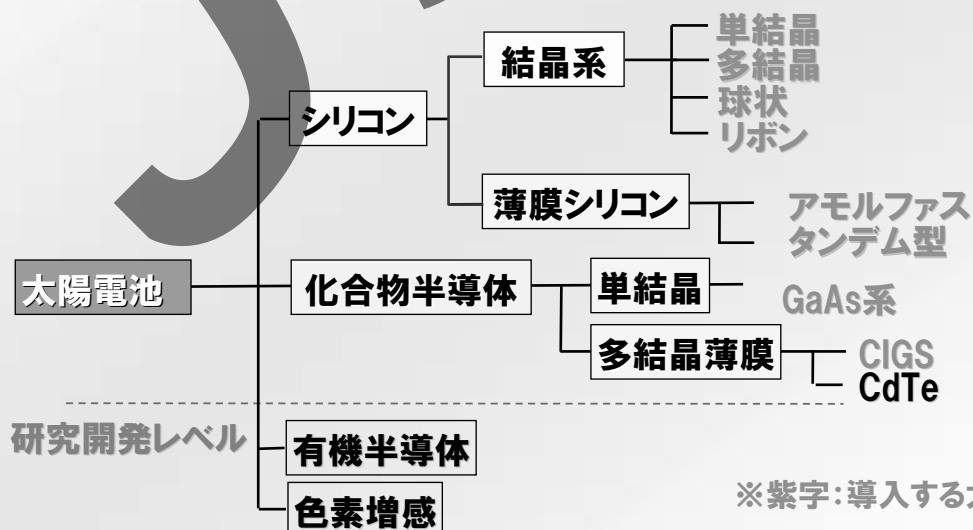 結晶系
単結晶
多結晶
球状
リボン
シリコン
薄膜シリコン
アモルファス
タンデム型
太陽電池
化合物半導体
単結晶
GaAs系
多結晶薄膜
CIGS
CdTe
研究開発レベル
有機半導体
色素増感
※紫字：導入する